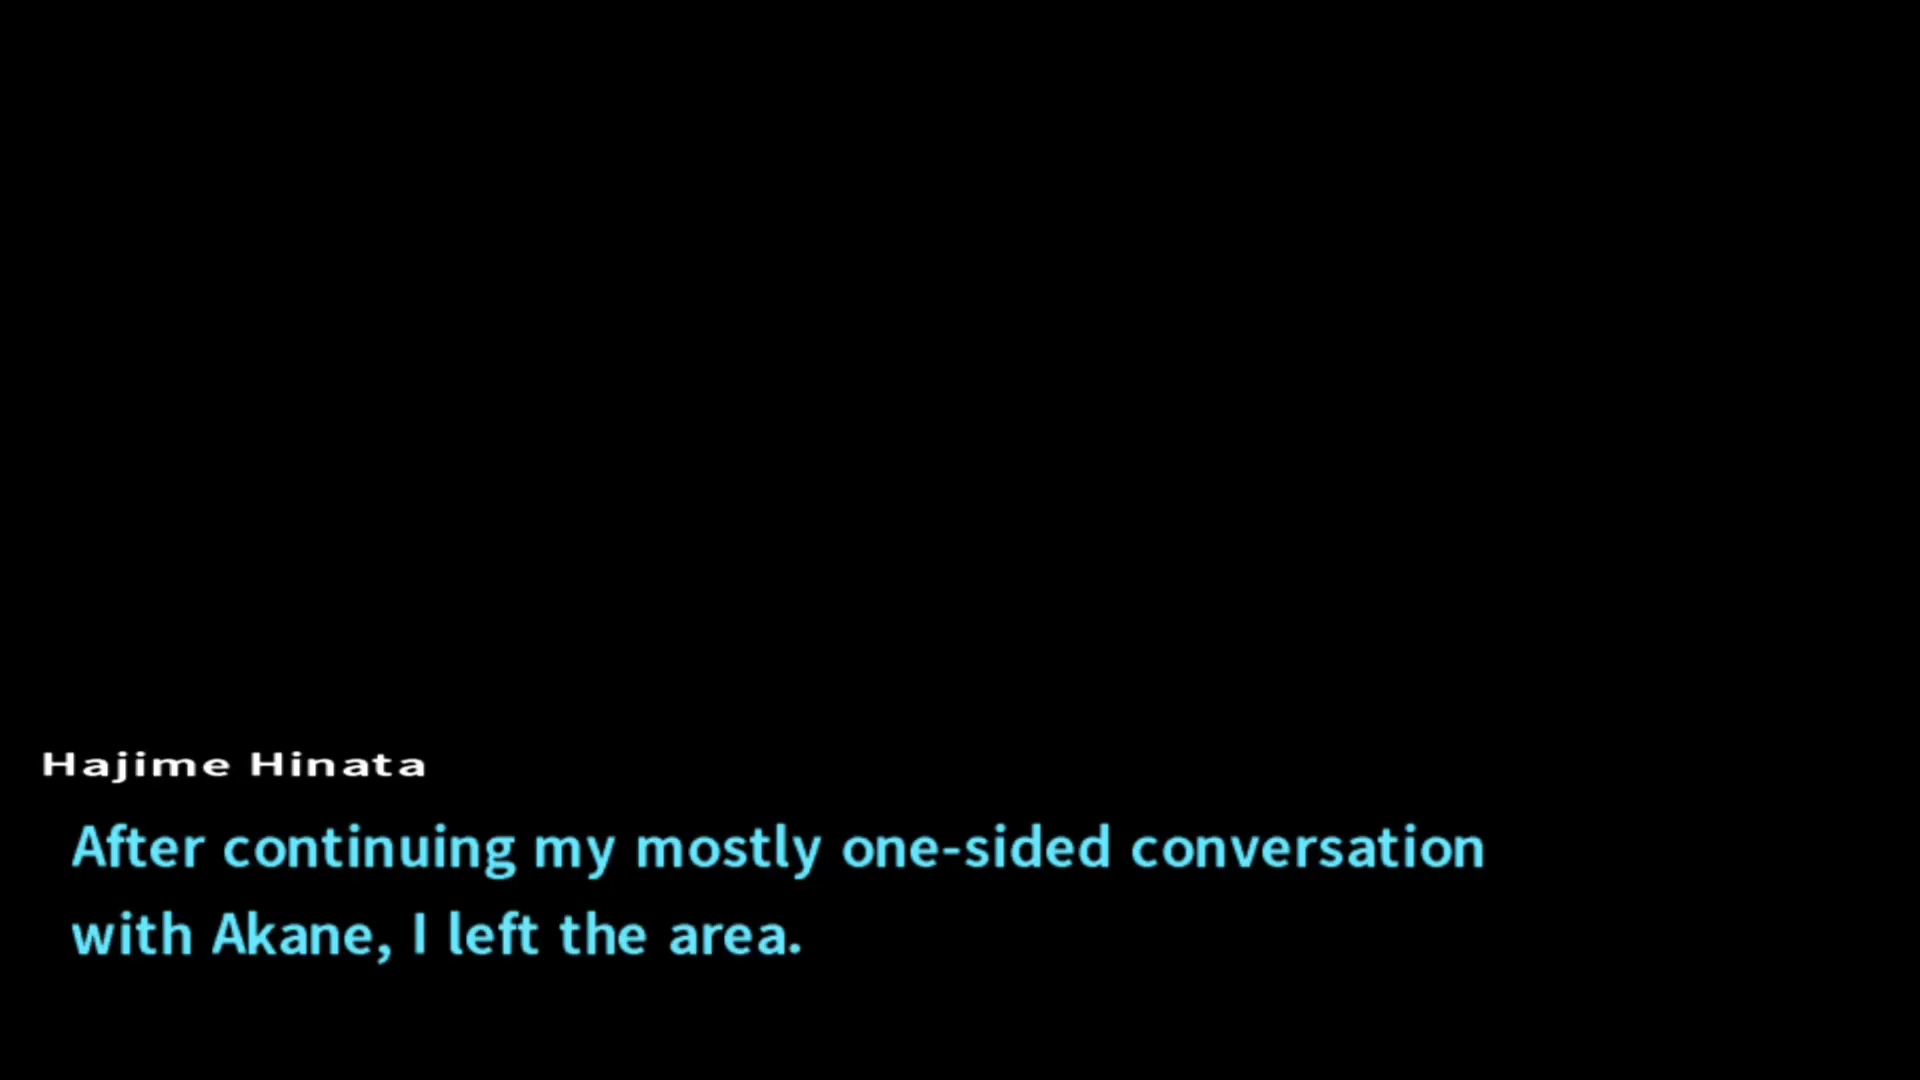 Hajime Hinata
After continuing my mostly one-sided conversation
with Akane, I left the area.